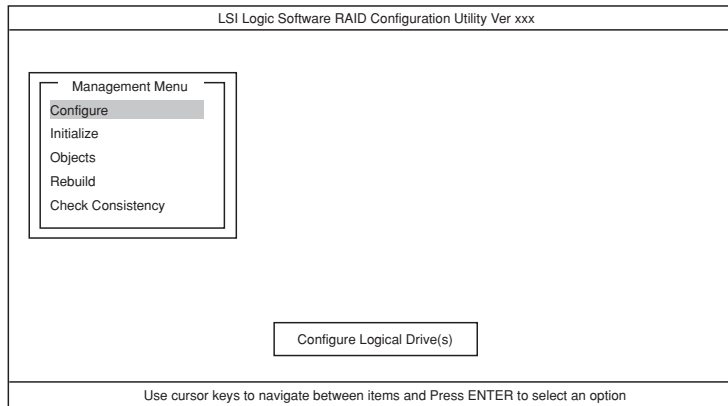 LSI Logic Software RAID Configuration Utility Ver xxx
Management Menu
Configure
Initialize
Objects
Rebuild
Check Consistency
Configure Logical Drive(s)
Use cursor keys to navigate between items and Press ENTER to select an option